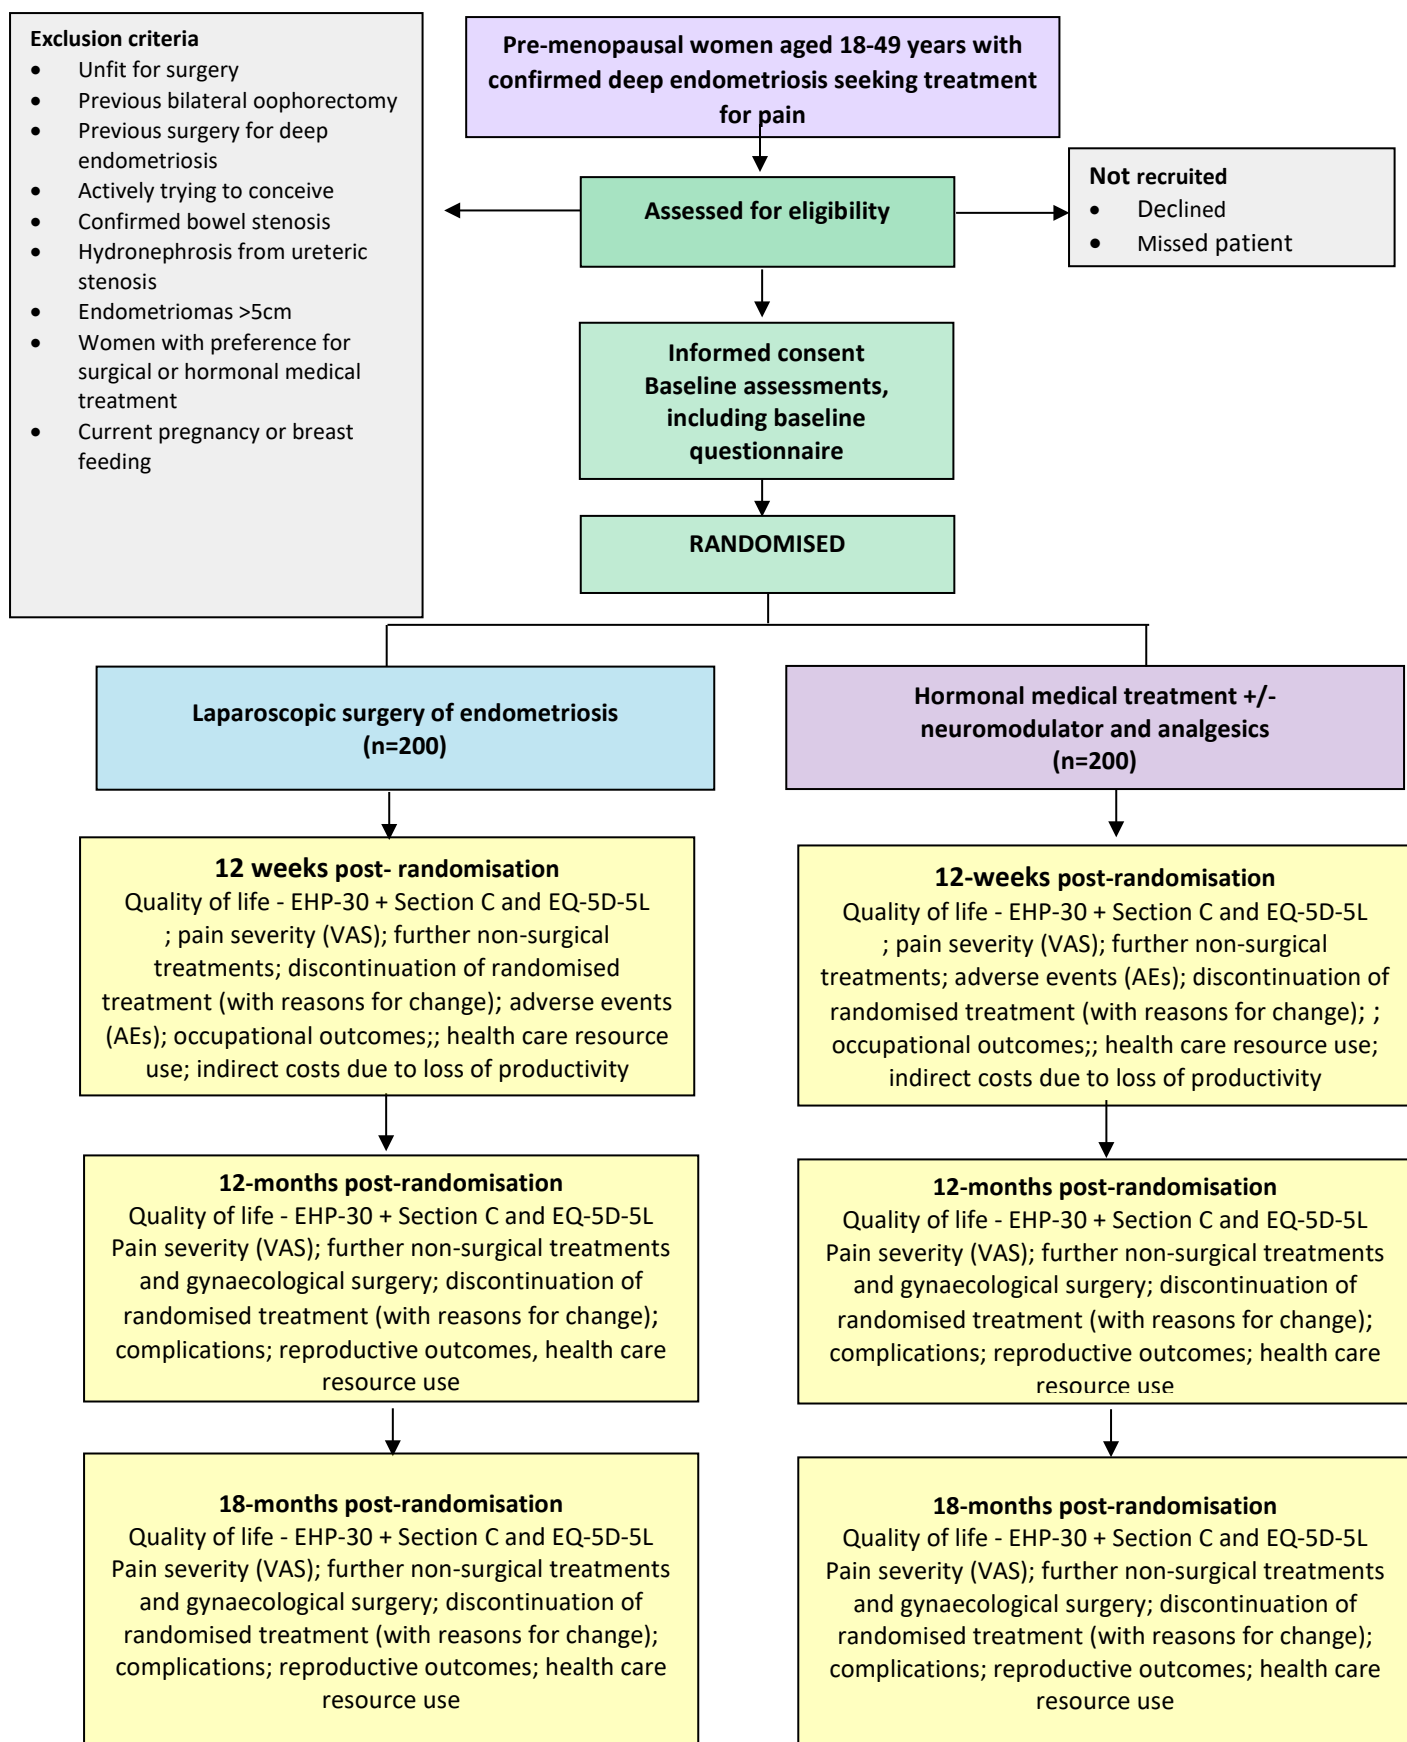 Exclusion criteria
• Unfit for surgery
• Previous bilateral oophorectomy
• Previous surgery for deep
endometriosis
• Actively trying to conceive
• Confirmed bowel stenosis
• Hydronephrosis from ureteric
stenosis
• Endometriomas >5cm
• Women with preference for
surgical or hormonal medical
treatment
• Current pregnancy or breast
feeding
Pre-menopausal women aged 18-49 years with
confirmed deep endometriosis seeking treatment
for pain
Assessed for eligibility
Not recruited
• Declined
• Missed patient
Informed consent
Baseline assessments,
including baseline
questionnaire
RANDOMISED
Laparoscopic surgery of endometriosis
(n=200)
Hormonal medical treatment +/-
neuromodulator and analgesics
(n=200)
12 weeks post- randomisation
Quality of life - EHP-30 + Section C and EQ-5D-5L
; pain severity (VAS); further non-surgical
treatments; discontinuation of randomised
treatment (with reasons for change); adverse events
(AEs); occupational outcomes;; health care resource
use; indirect costs due to loss of productivity
12-weeks post-randomisation
Quality of life - EHP-30 + Section C and EQ-5D-5L
; pain severity (VAS); further non-surgical
treatments; adverse events (AEs); discontinuation of
randomised treatment (with reasons for change); ;
occupational outcomes;; health care resource use;
indirect costs due to loss of productivity
12-months post-randomisation
Quality of life - EHP-30 + Section C and EQ-5D-5L
Pain severity (VAS); further non-surgical treatments
and gynaecological surgery; discontinuation of
randomised treatment (with reasons for change);
complications; reproductive outcomes, health care
resource use
12-months post-randomisation
Quality of life - EHP-30 + Section C and EQ-5D-5L
Pain severity (VAS); further non-surgical treatments
and gynaecological surgery; discontinuation of
randomised treatment (with reasons for change);
complications; reproductive outcomes; health care
resource use
18-months post-randomisation
Quality of life - EHP-30 + Section C and EQ-5D-5L
Pain severity (VAS); further non-surgical treatments
and gynaecological surgery; discontinuation of
randomised treatment (with reasons for change);
complications; reproductive outcomes; health care
resource use
18-months post-randomisation
Quality of life - EHP-30 + Section C and EQ-5D-5L
Pain severity (VAS); further non-surgical treatments
and gynaecological surgery; discontinuation of
randomised treatment (with reasons for change);
complications; reproductive outcomes; health care
resource use